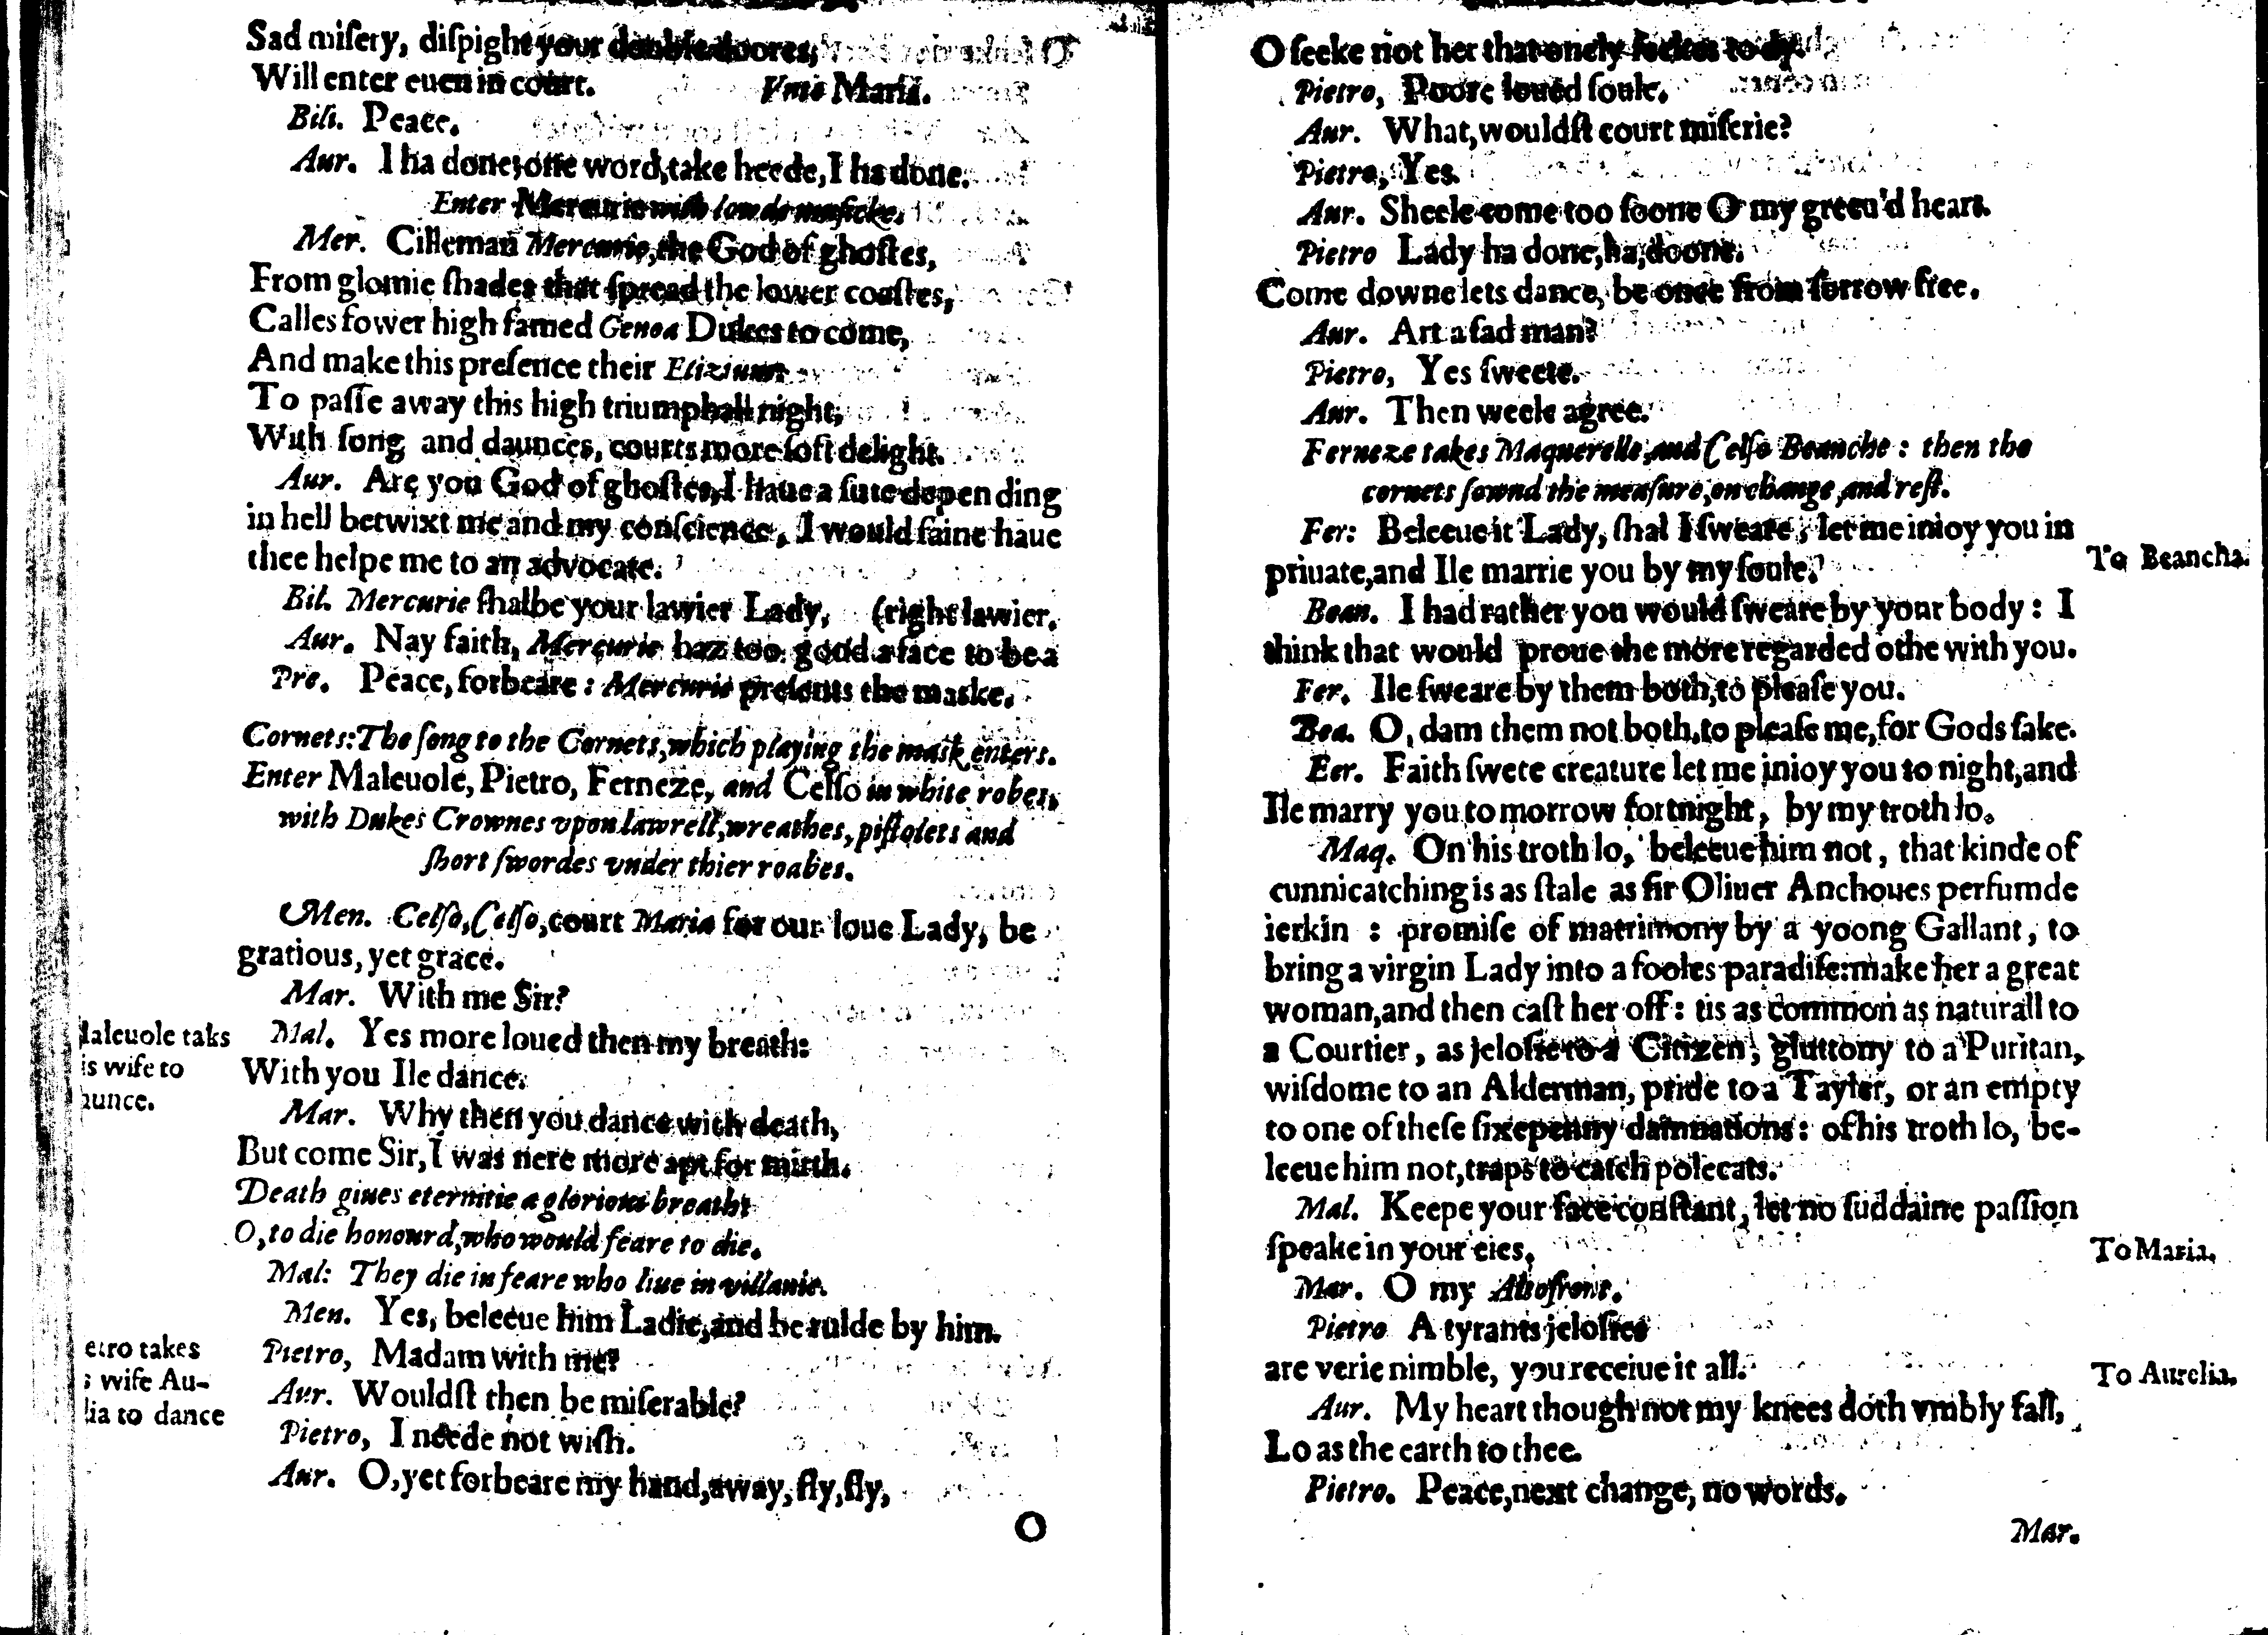 Sad miſery, diſpight your double doores,
Will enter euen in court. Vnto Maria.
Bili. Peace.
Aur. I ha done; one word, take heede, I ha done.
Enter Mercurie with lowde muſicke.
Mer. Cilleman Mercurie, the God of ghoſtes,
From glomie ſhades that ſpread the lower coaſtes,
Calles fower high famed Genoa Dukes to come,
And make this preſence their Elizium:
To paſſe away this high triumphall night,
With ſong and daunces, courts more ſoft delight.
Aur. Are you God of ghoſtes, I haue a ſute depending
in hell betwixt me and my conſcience, I would faine haue
thee helpe me to an advocate.
Bil. Mercurie ſhalbe your lawier Lady, (right lawier.
Aur. Nay faith, Mercurie haz too good a face to be a
Pre. Peace, forbeare: Mercurie preſents the maske.
Cornets: The ſong to the Cornets, which playing the mask enters.
Enter Maleuole, Pietro, Ferneze, and Celſo in white robes,
with Dukes Crownes vpon lawrell, wreathes, piſtolets and
ſhort ſwordes vnder thier roabes.
Men. Celſo, Celſo, court Maria for our loue Lady, be
gratious, yet grace.
Mar. With me Sir?
Mal. Yes more loued then my breath:
With you Ile dance.
aleuole taks
is wife to
aunce.
Mar. Why then you dance with death,
But come Sir, I was nere more apt for mirth.
Death giues eternitie a glorious breath:
O, to die honourd, who would feare to die.
Mal: They die in feare who liue in villanie.
Men. Yes, beleeue him Ladie, and be rulde by him.
Pietro, Madam with me?
Aur. Wouldſt then be miſerable?
etro takes
s wife Au-
lia to dance
Pietro, I neede not wiſh.
Aur. O, yet forbeare my hand, away, fly, fly,
O
O ſeeke not her that onely ſeekes to dy.
Pietro, Poore loued ſoule.
Aur. What, wouldſt court miſerie?
Pietro, Yes.
Aur. Sheele come too ſoone O my greeu'd heart.
Pietro Lady ha done, ha, doone.
Come downe lets dance, be once from ſorrow free.
Aur. Art a ſad man?
Pietro, Yes ſweete.
Aur. Then weele agree.
Ferneze takes Maquerelle, and Celſo Beanche: then the
cornets ſownd the meaſure, on change, and reſt.
Fer: Beleeue it Lady, ſhal I ſweare, let me inioy you in
priuate, and Ile marrie you by my ſoule.
To Beancha.
Bean. I had rather you would ſweare by your body: I
think that would proue the more regarded othe with you.
Fer. Ile ſweare by them both, to pleaſe you.
Bea. O, dam them not both, to pleaſe me, for Gods ſake.
Eer. Faith ſwete creature let me inioy you to night, and
Ile marry you to morrow fortnight, by my troth lo.
Maq. On his troth lo, beleeue him not, that kinde of
cunnicatching is as ſtale as ſir Oliuer Anchoues perfumde
ierkin: promiſe of matrimony by a yoong Gallant, to
bring a virgin Lady into a fooles paradiſe: make her a great
woman, and then caſt her off: tis as common as naturall to
a Courtier, as jeloſie to a Citizen, gluttony to a Puritan,
wiſdome to an Alderman, pride to a Tayler, or an empty
to one of theſe ſixepenny damnations: of his troth lo, be-
leeue him not, traps to catch polecats.
Mal. Keepe your face conſtant, let no ſuddaine paſſion
ſpeake in your eies.
To Maria.
Mar. O my Altofront.
Pietro A tyrants jeloſies
are verie nimble, you receiue it all.
To Aurelia.
Aur. My heart though not my knees doth vmbly fall,
Lo as the earth to thee.
Pietro. Peace, next change, no words.
Mar.